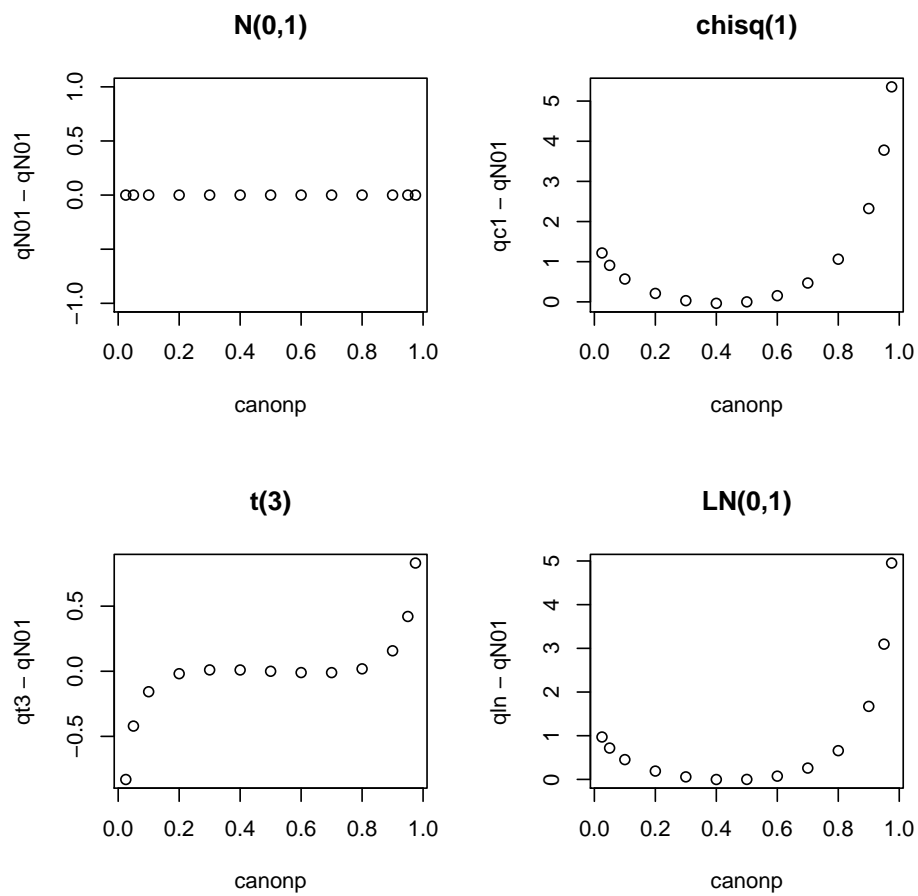 N(0,1)
qN01 − qN01
−1.0 0.0 0.5 1.0
0.0 0.2 0.4 0.6 0.8 1.0
canonp
chisq(1)
qc1 − qN01
0 1 2 3 4 5
0.0 0.2 0.4 0.6 0.8 1.0
canonp
t(3)
qt3 − qN01
−0.5 0.0 0.5
0.0 0.2 0.4 0.6 0.8 1.0
canonp
LN(0,1)
qln − qN01
0 1 2 3 4 5
0.0 0.2 0.4 0.6 0.8 1.0
canonp